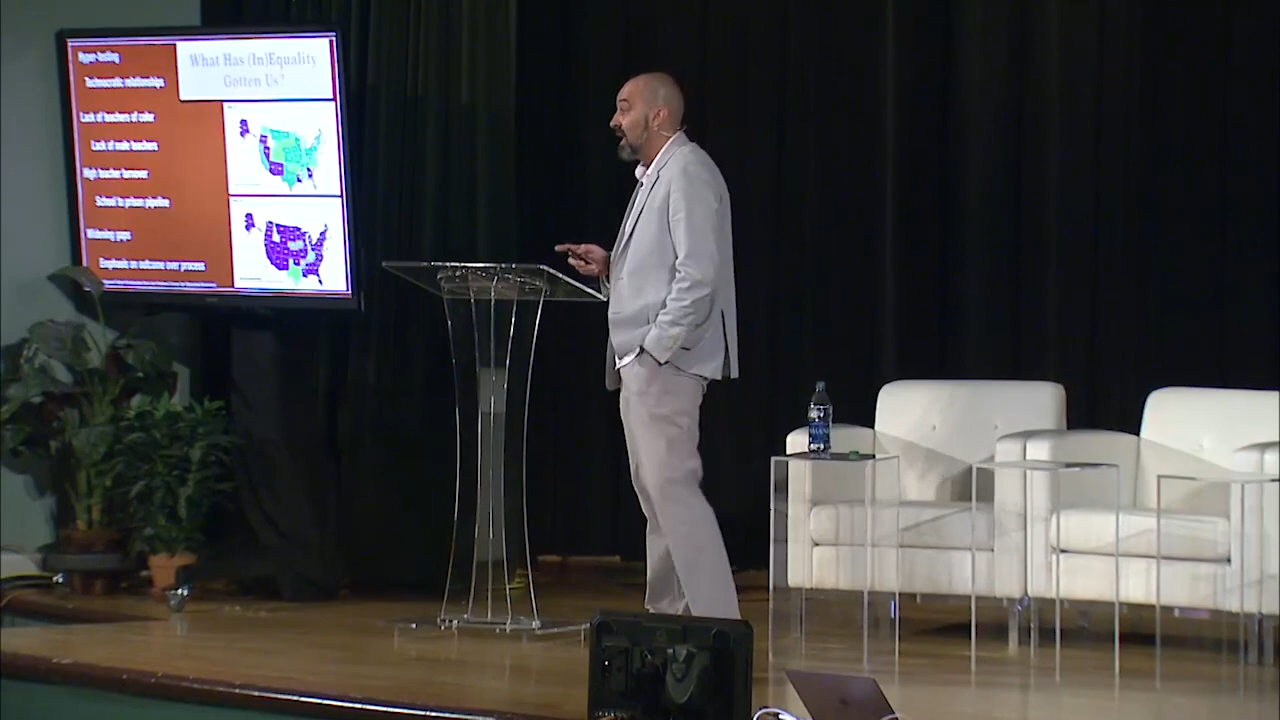 What Has (In)Equality
Gotten Us?
Hyper-testing
Technocratic relationships
Lack of teachers of color
Lack of male teachers
High teacher turnover
School to prison pipeline
Widening gaps
Emphasis on outcome over process